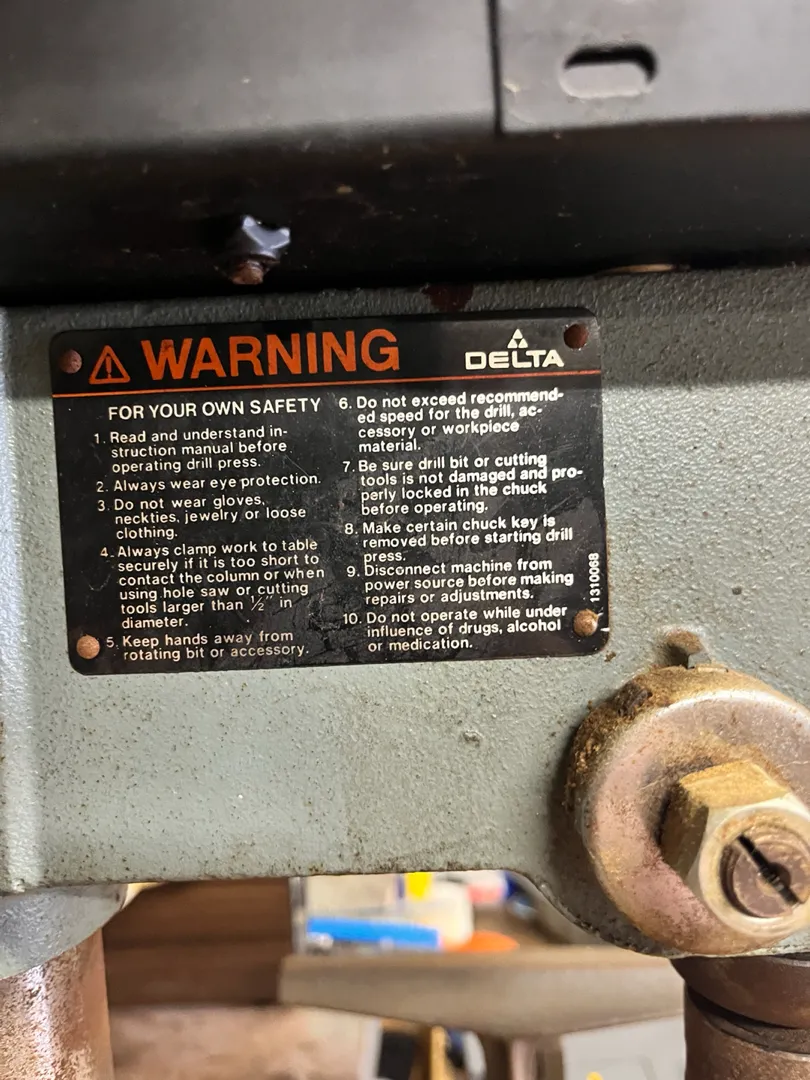 WARNING
DELTA
FOR YOUR OWN SAFETY
1. Read and understand in-
struction manual before
operating drill press.
2. Always wear eye protection.
3. Do not wear gloves,
neckties, jewelry or loose
clothing.
4. Always clamp work to table
securely if it is too short to
contact the column or when
using hole saw or cutting
tools larger than ½" in
diameter.
5. Keep hands away from
rotating bit or accessory.
6. Do not exceed recommend-
ed speed for the drill, ac-
cessory or workpiece
material.
7. Be sure drill bit or cutting
tools is not damaged and pro-
perly locked in the chuck
before operating.
8. Make certain chuck key is
removed before starting drill
press.
9. Disconnect machine from
power source before making
repairs or adjustments.
10. Do not operate while under
influence of drugs, alcohol
or medication.
1310068